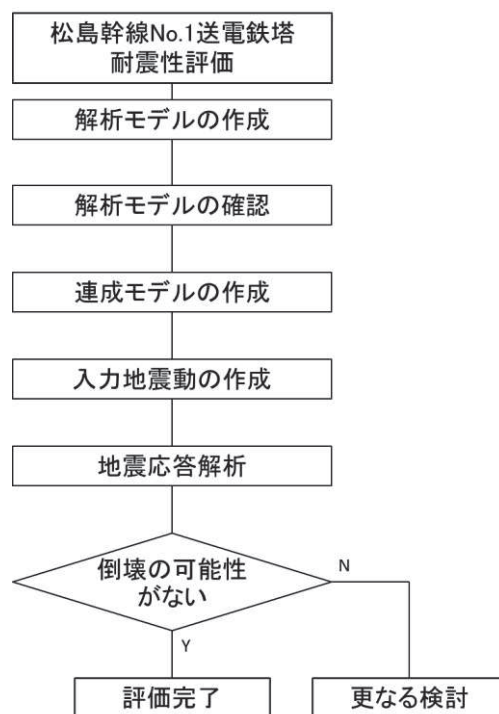 松島幹線No.1送電鉄塔
耐震性評価
解析モデルの作成
解析モデルの確認
連成モデルの作成
入力地震動の作成
地震応答解析
倒壊の可能性
がない
N
Y
評価完了
更なる検討